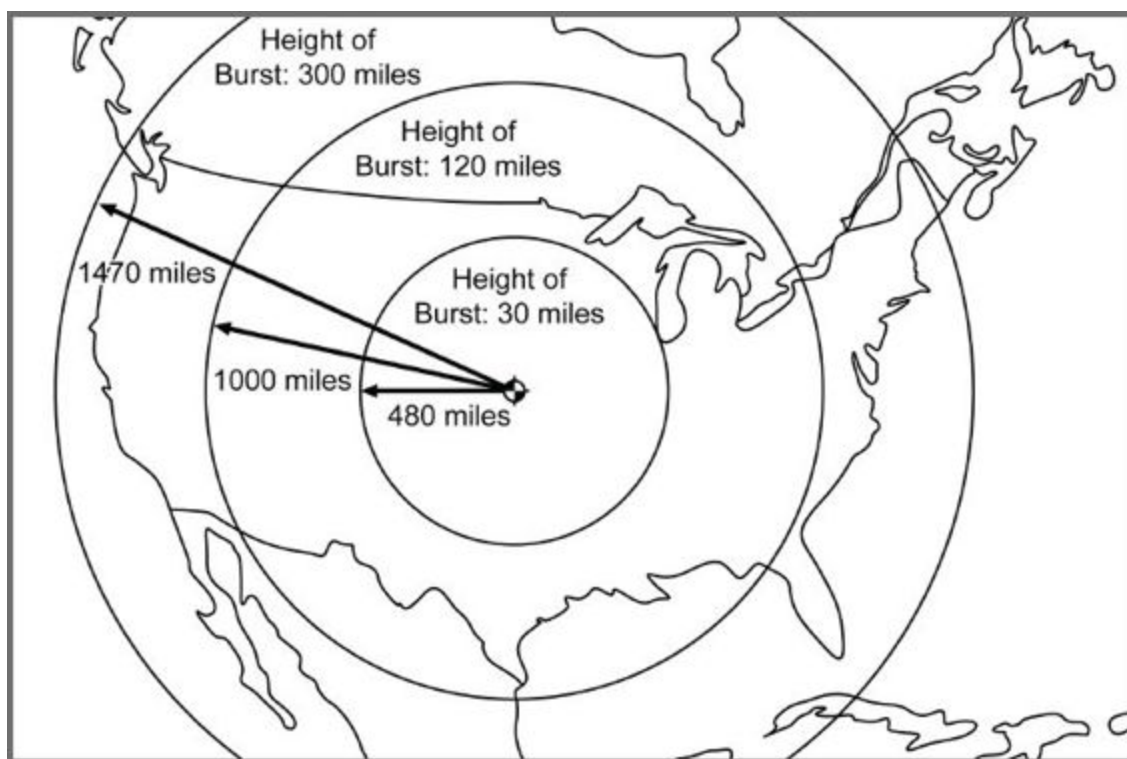 Height of
Burst: 300 miles
Height of
Burst: 120 miles
Height of
Burst: 30 miles
1470 miles
1000 miles
480 miles